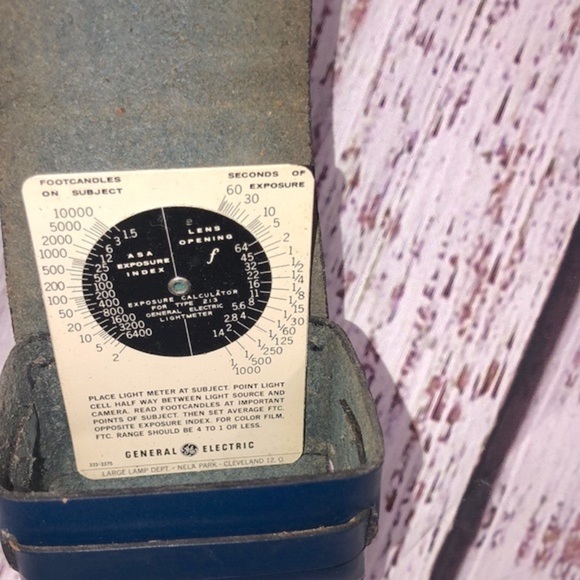 FOOTCANDLES
ON SUBJECT
SECONDS OF
EXPOSURE
10000
5000
2000
1000
500
200
100
50
20
10
5
2
60
30
10
5
2
1
1/2
1/4
1/8
1/15
1/30
1/60
1/125
1/250
1/500
1/1000
ASA
EXPOSURE
INDEX
1.5
3
6
12
25
50
100
200
400
800
1600
3200
6400
LENS
OPENING
f
64
45
32
22
16
11
8
5.6
4
2.8
2
1.4
EXPOSURE CALCULATOR
FOR TYPE 213
GENERAL ELECTRIC
LIGHTMETER
PLACE LIGHT METER AT SUBJECT. POINT LIGHT
CELL HALF WAY BETWEEN LIGHT SOURCE AND
CAMERA. READ FOOTCANDLES AT IMPORTANT
POINTS OF SUBJECT. THEN SET AVERAGE FTC.
OPPOSITE EXPOSURE INDEX. FOR COLOR FILM,
FTC. RANGE SHOULD BE 4 TO 1 OR LESS.
GENERAL GE ELECTRIC
LARGE LAMP DEPT. - NELA PARK - CLEVELAND 12, O.